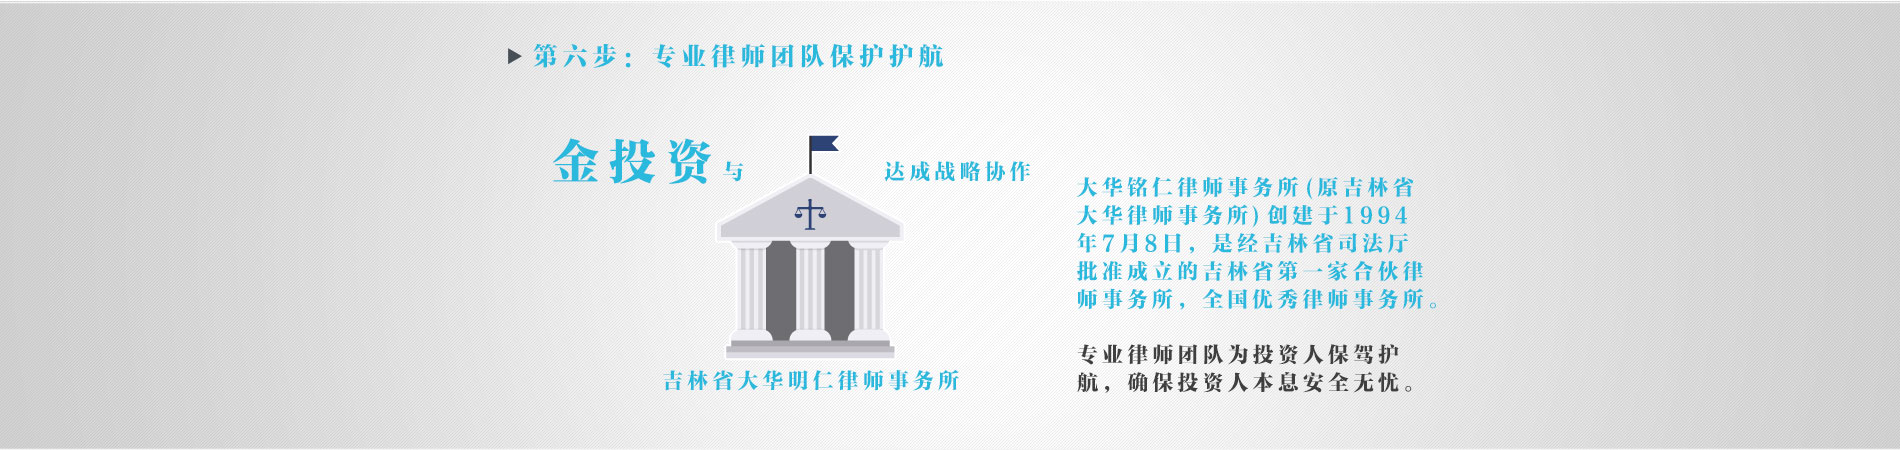 第六步：专业律师团队保护护航
金投资与
达成战略协作
吉林省大华明仁律师事务所
大华铭仁律师事务所(原吉林省
大华律师事务所)创建于1994
年7月8日，是经吉林省司法厅
批准成立的吉林省第一家合伙律
师事务所，全国优秀律师事务所。
专业律师团队为投资人保驾护
航，确保投资人本息安全无忧。